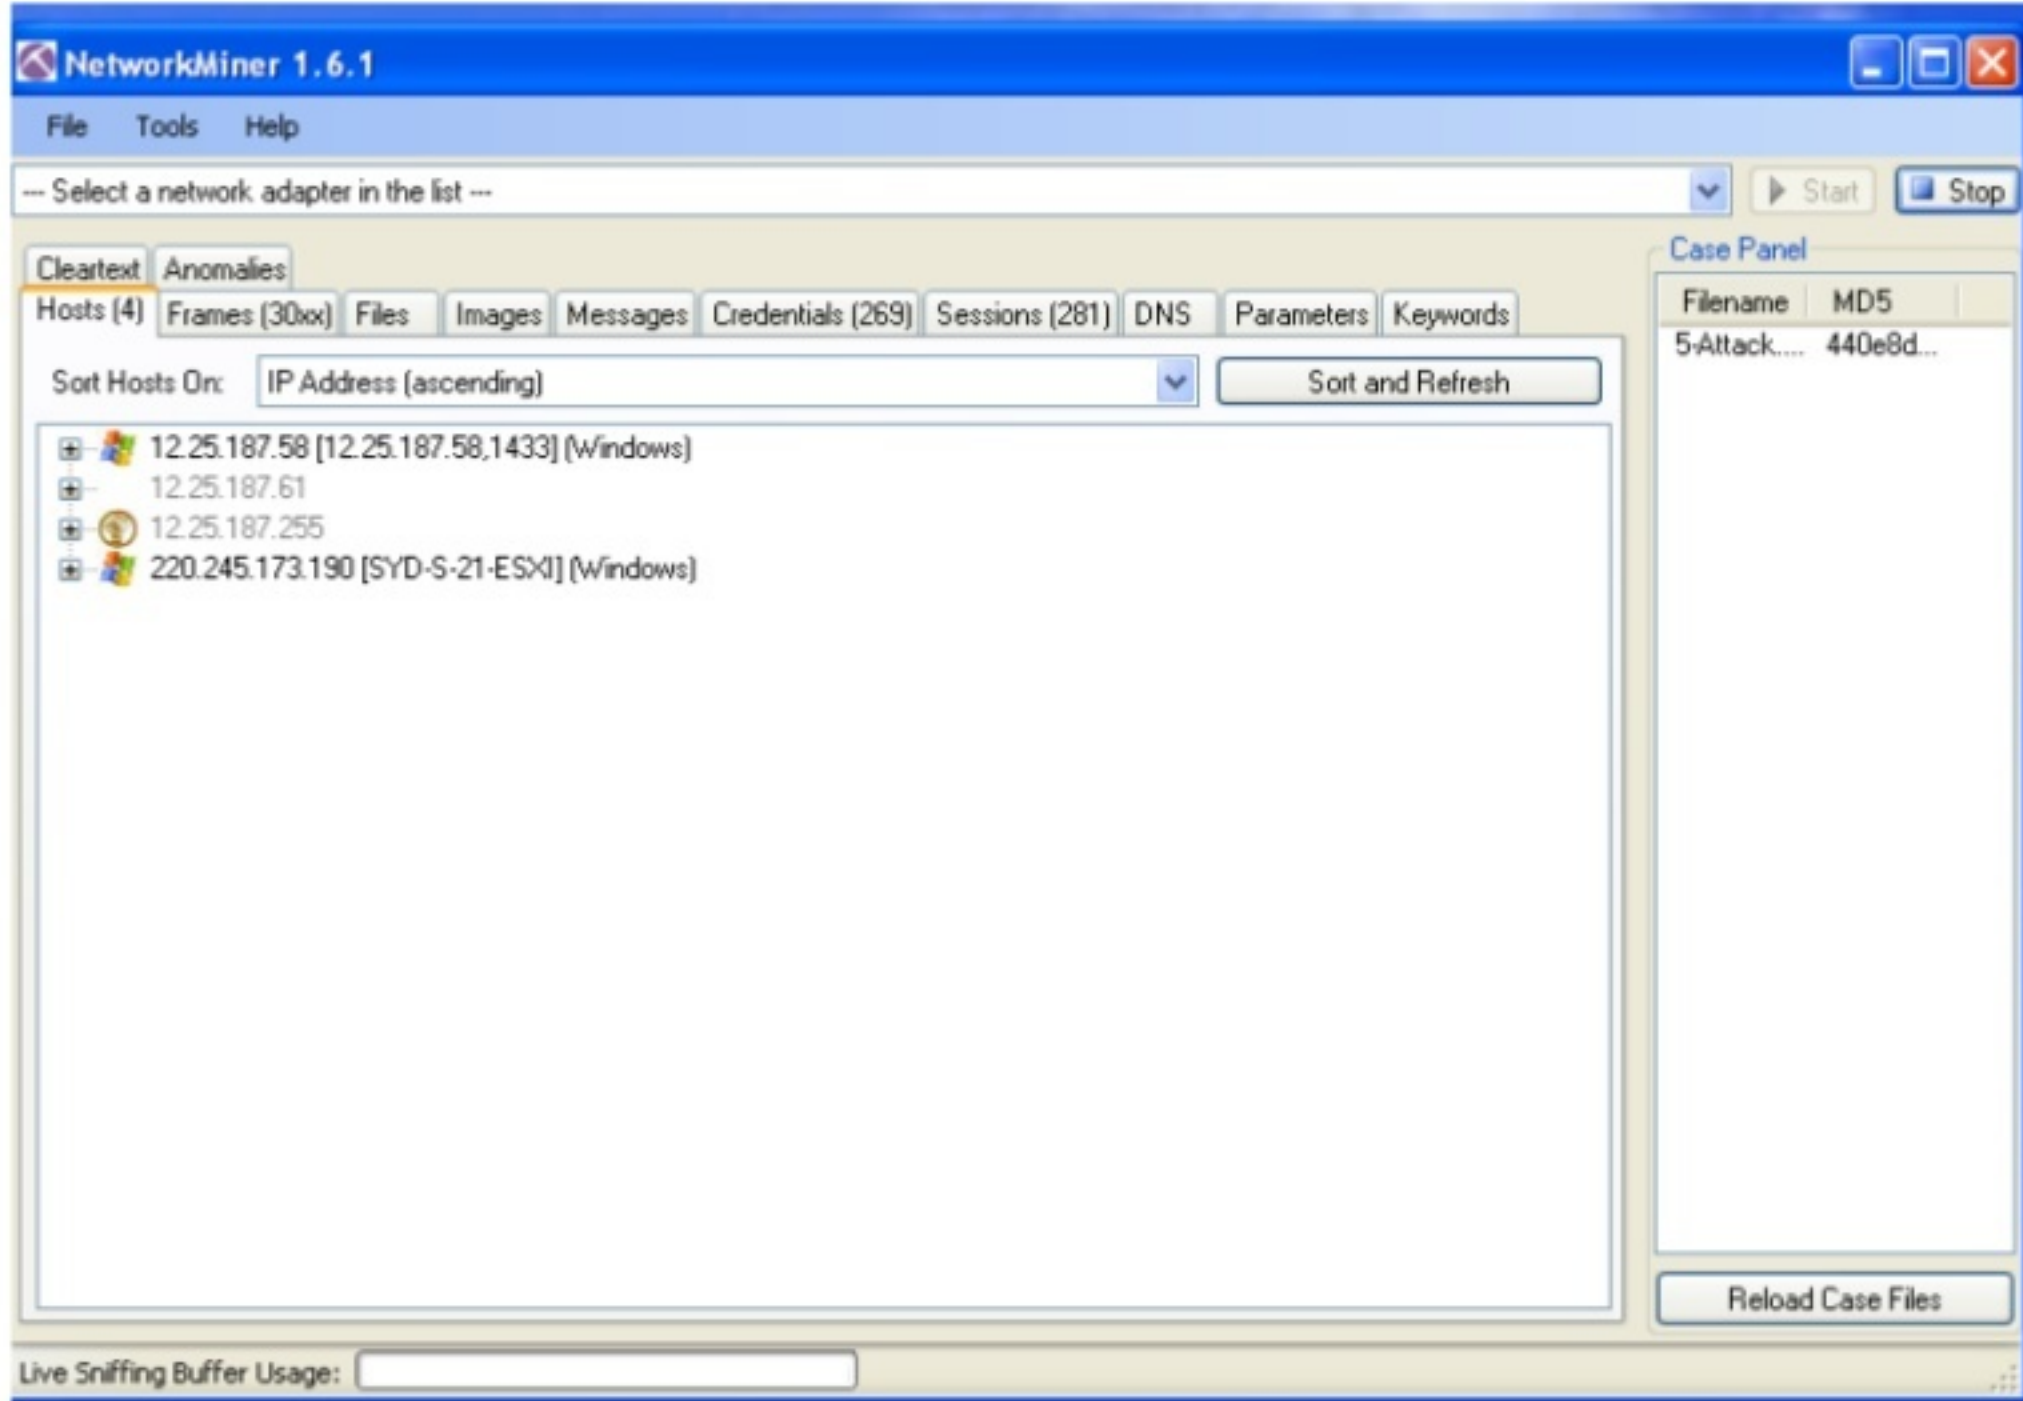 NetworkMiner 1.6.1
File Tools Help
--- Select a network adapter in the list --- Start Stop
Cleartext Anomalies
Hosts (4) Frames (30xx) Files Images Messages Credentials (269) Sessions (281) DNS Parameters Keywords
Sort Hosts On: IP Address (ascending) Sort and Refresh
12.25.187.58 [12.25.187.58,1433] (Windows)
12.25.187.61
12.25.187.255
220.245.173.190 [SYD-S-21-ESXI] (Windows)
Case Panel
Filename MD5
5-Attack.... 440e8d...
Reload Case Files
Live Sniffing Buffer Usage: